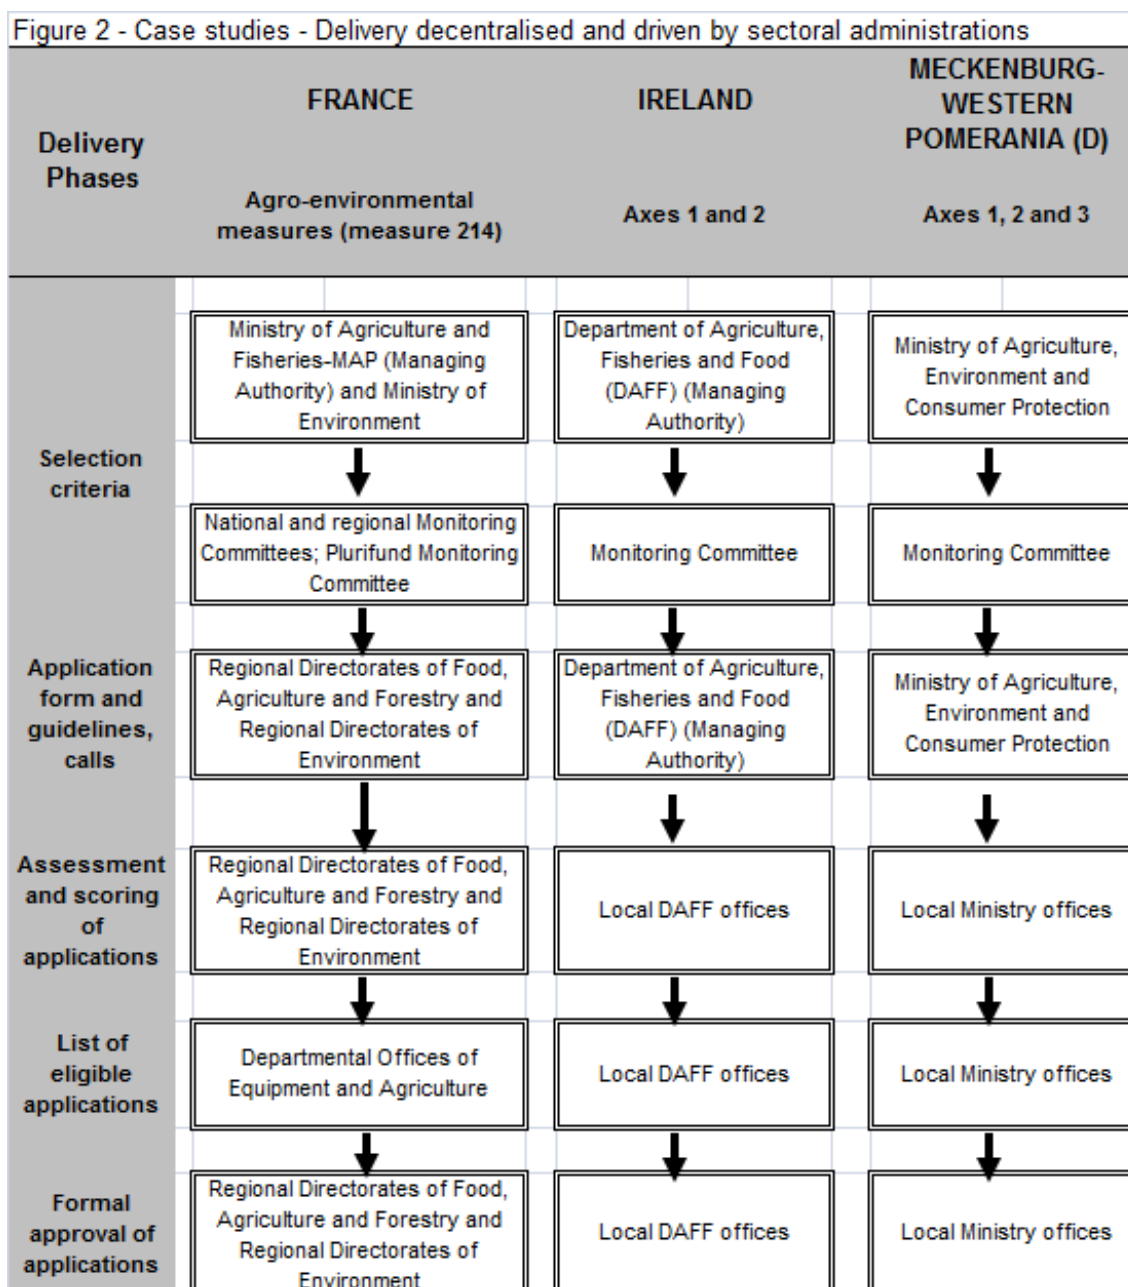 Figure 2 - Case studies - Delivery decentralised and driven by sectoral administrations
Delivery
Phases
FRANCE
Agro-environmental
measures (measure 214)
IRELAND
Axes 1 and 2
MECKENBURG-
WESTERN
POMERANIA (D)
Axes 1, 2 and 3
Selection
criteria
Ministry of Agriculture and
Fisheries-MAP (Managing
Authority) and Ministry of
Environment
Department of Agriculture,
Fisheries and Food
(DAFF) (Managing
Authority)
Ministry of Agriculture,
Environment and
Consumer Protection
National and regional Monitoring
Committees; Plurifund Monitoring
Committee
Monitoring Committee
Monitoring Committee
Application
form and
guidelines,
calls
Regional Directorates of Food,
Agriculture and Forestry and
Regional Directorates of
Environment
Department of Agriculture,
Fisheries and Food
(DAFF) (Managing
Authority)
Ministry of Agriculture,
Environment and
Consumer Protection
Assessment
and scoring
of
applications
Regional Directorates of Food,
Agriculture and Forestry and
Regional Directorates of
Environment
Local DAFF offices
Local Ministry offices
List of
eligible
applications
Departmental Offices of
Equipment and Agriculture
Local DAFF offices
Local Ministry offices
Formal
approval of
applications
Regional Directorates of Food,
Agriculture and Forestry and
Regional Directorates of
Environment
Local DAFF offices
Local Ministry offices